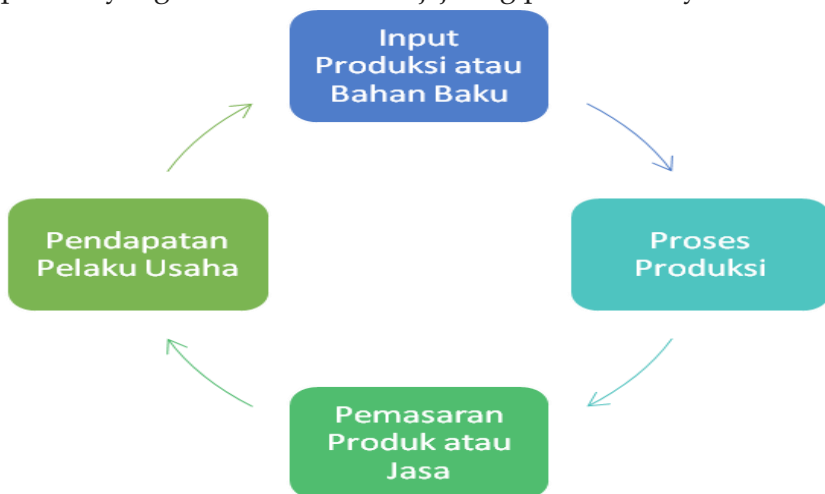 Input
Produksi atau
Bahan Baku
Proses
Produksi
Pemasaran
Produk atau
Jasa
Pendapatan
Pelaku Usaha